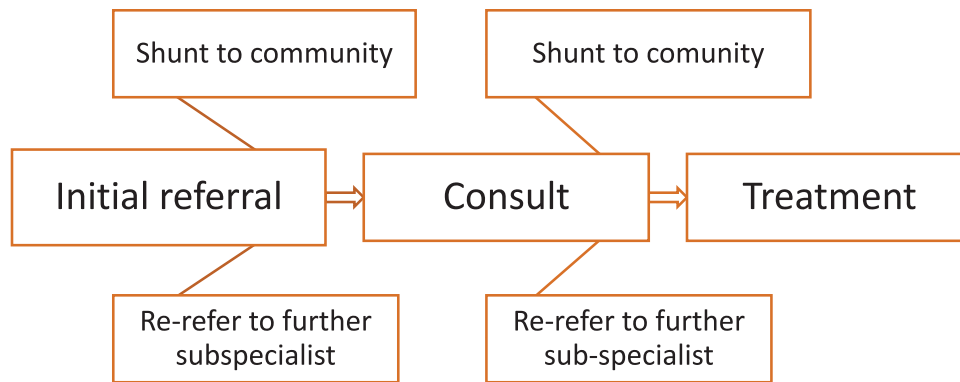 Shunt to community
Shunt to comunity
Initial referral
Consult
Treatment
Re-refer to further
subspecialist
Re-refer to further
sub-specialist